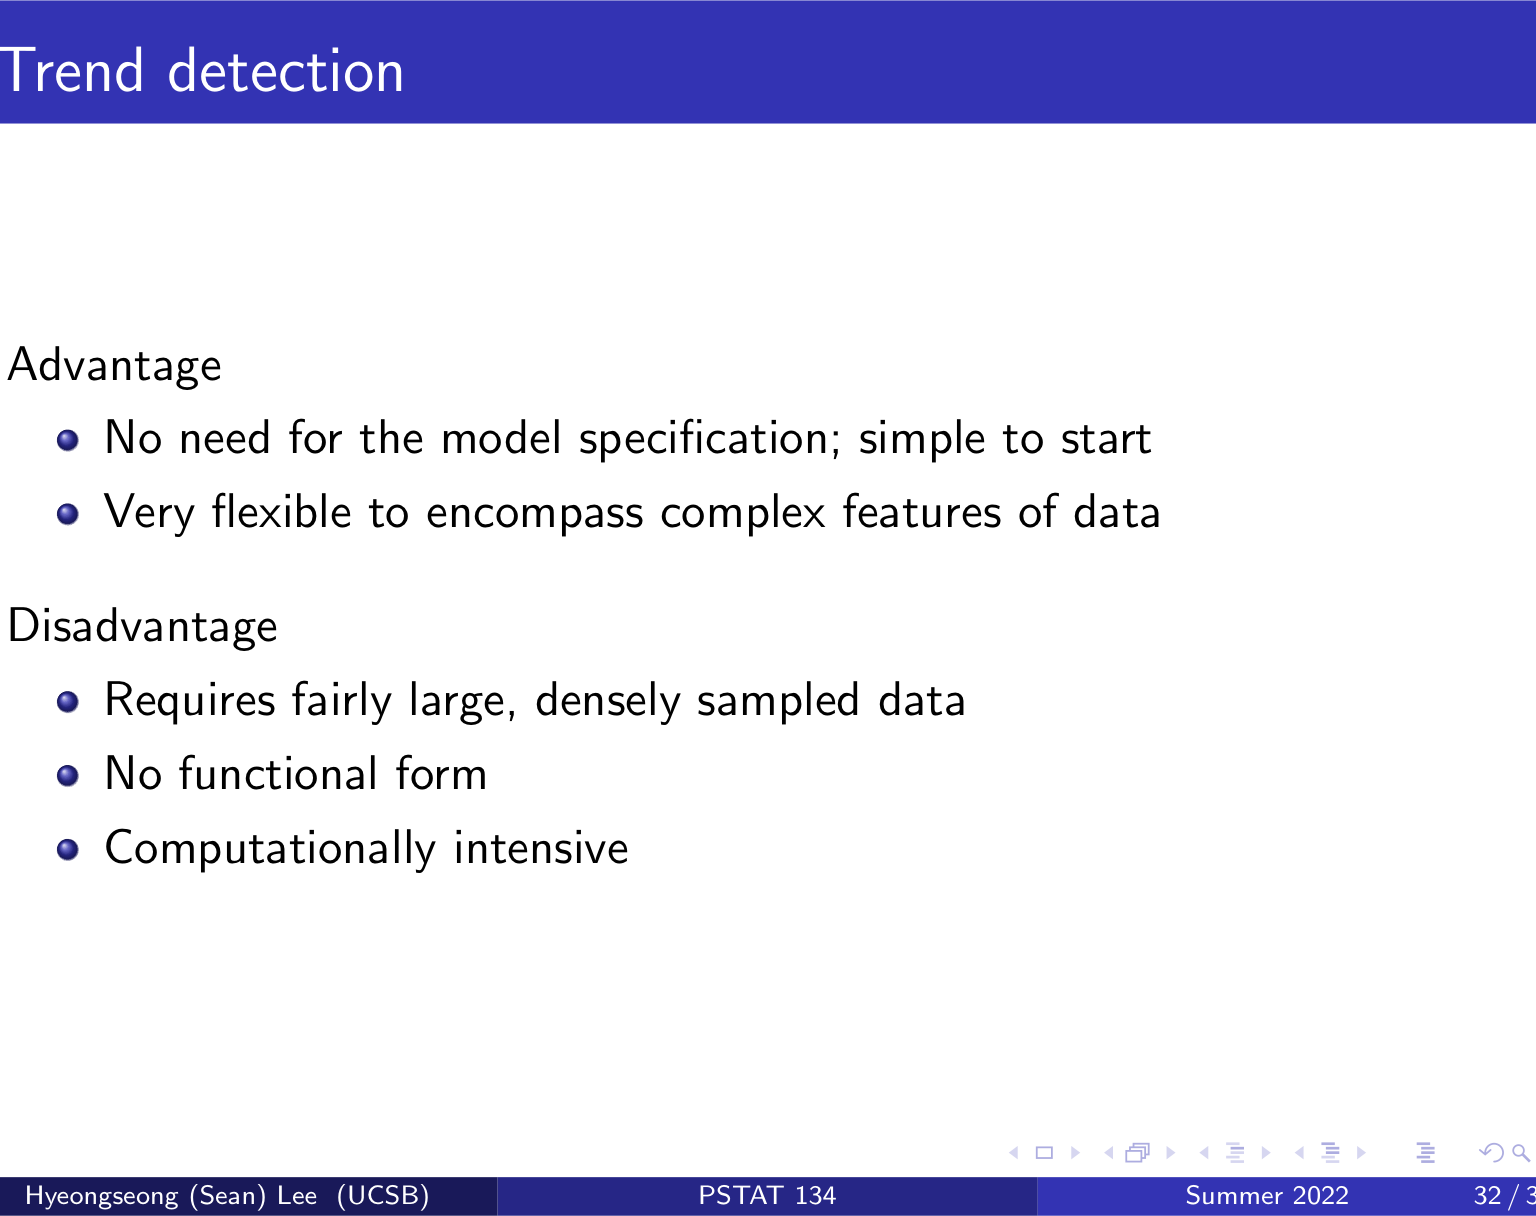 Trend detection
Advantage
No need for the model specification; simple to start
Very flexible to encompass complex features of data
Disadvantage
Requires fairly large, densely sampled data
No functional form
Computationally intensive
Hyeongseong (Sean) Lee (UCSB) PSTAT 134 Summer 2022 32 /